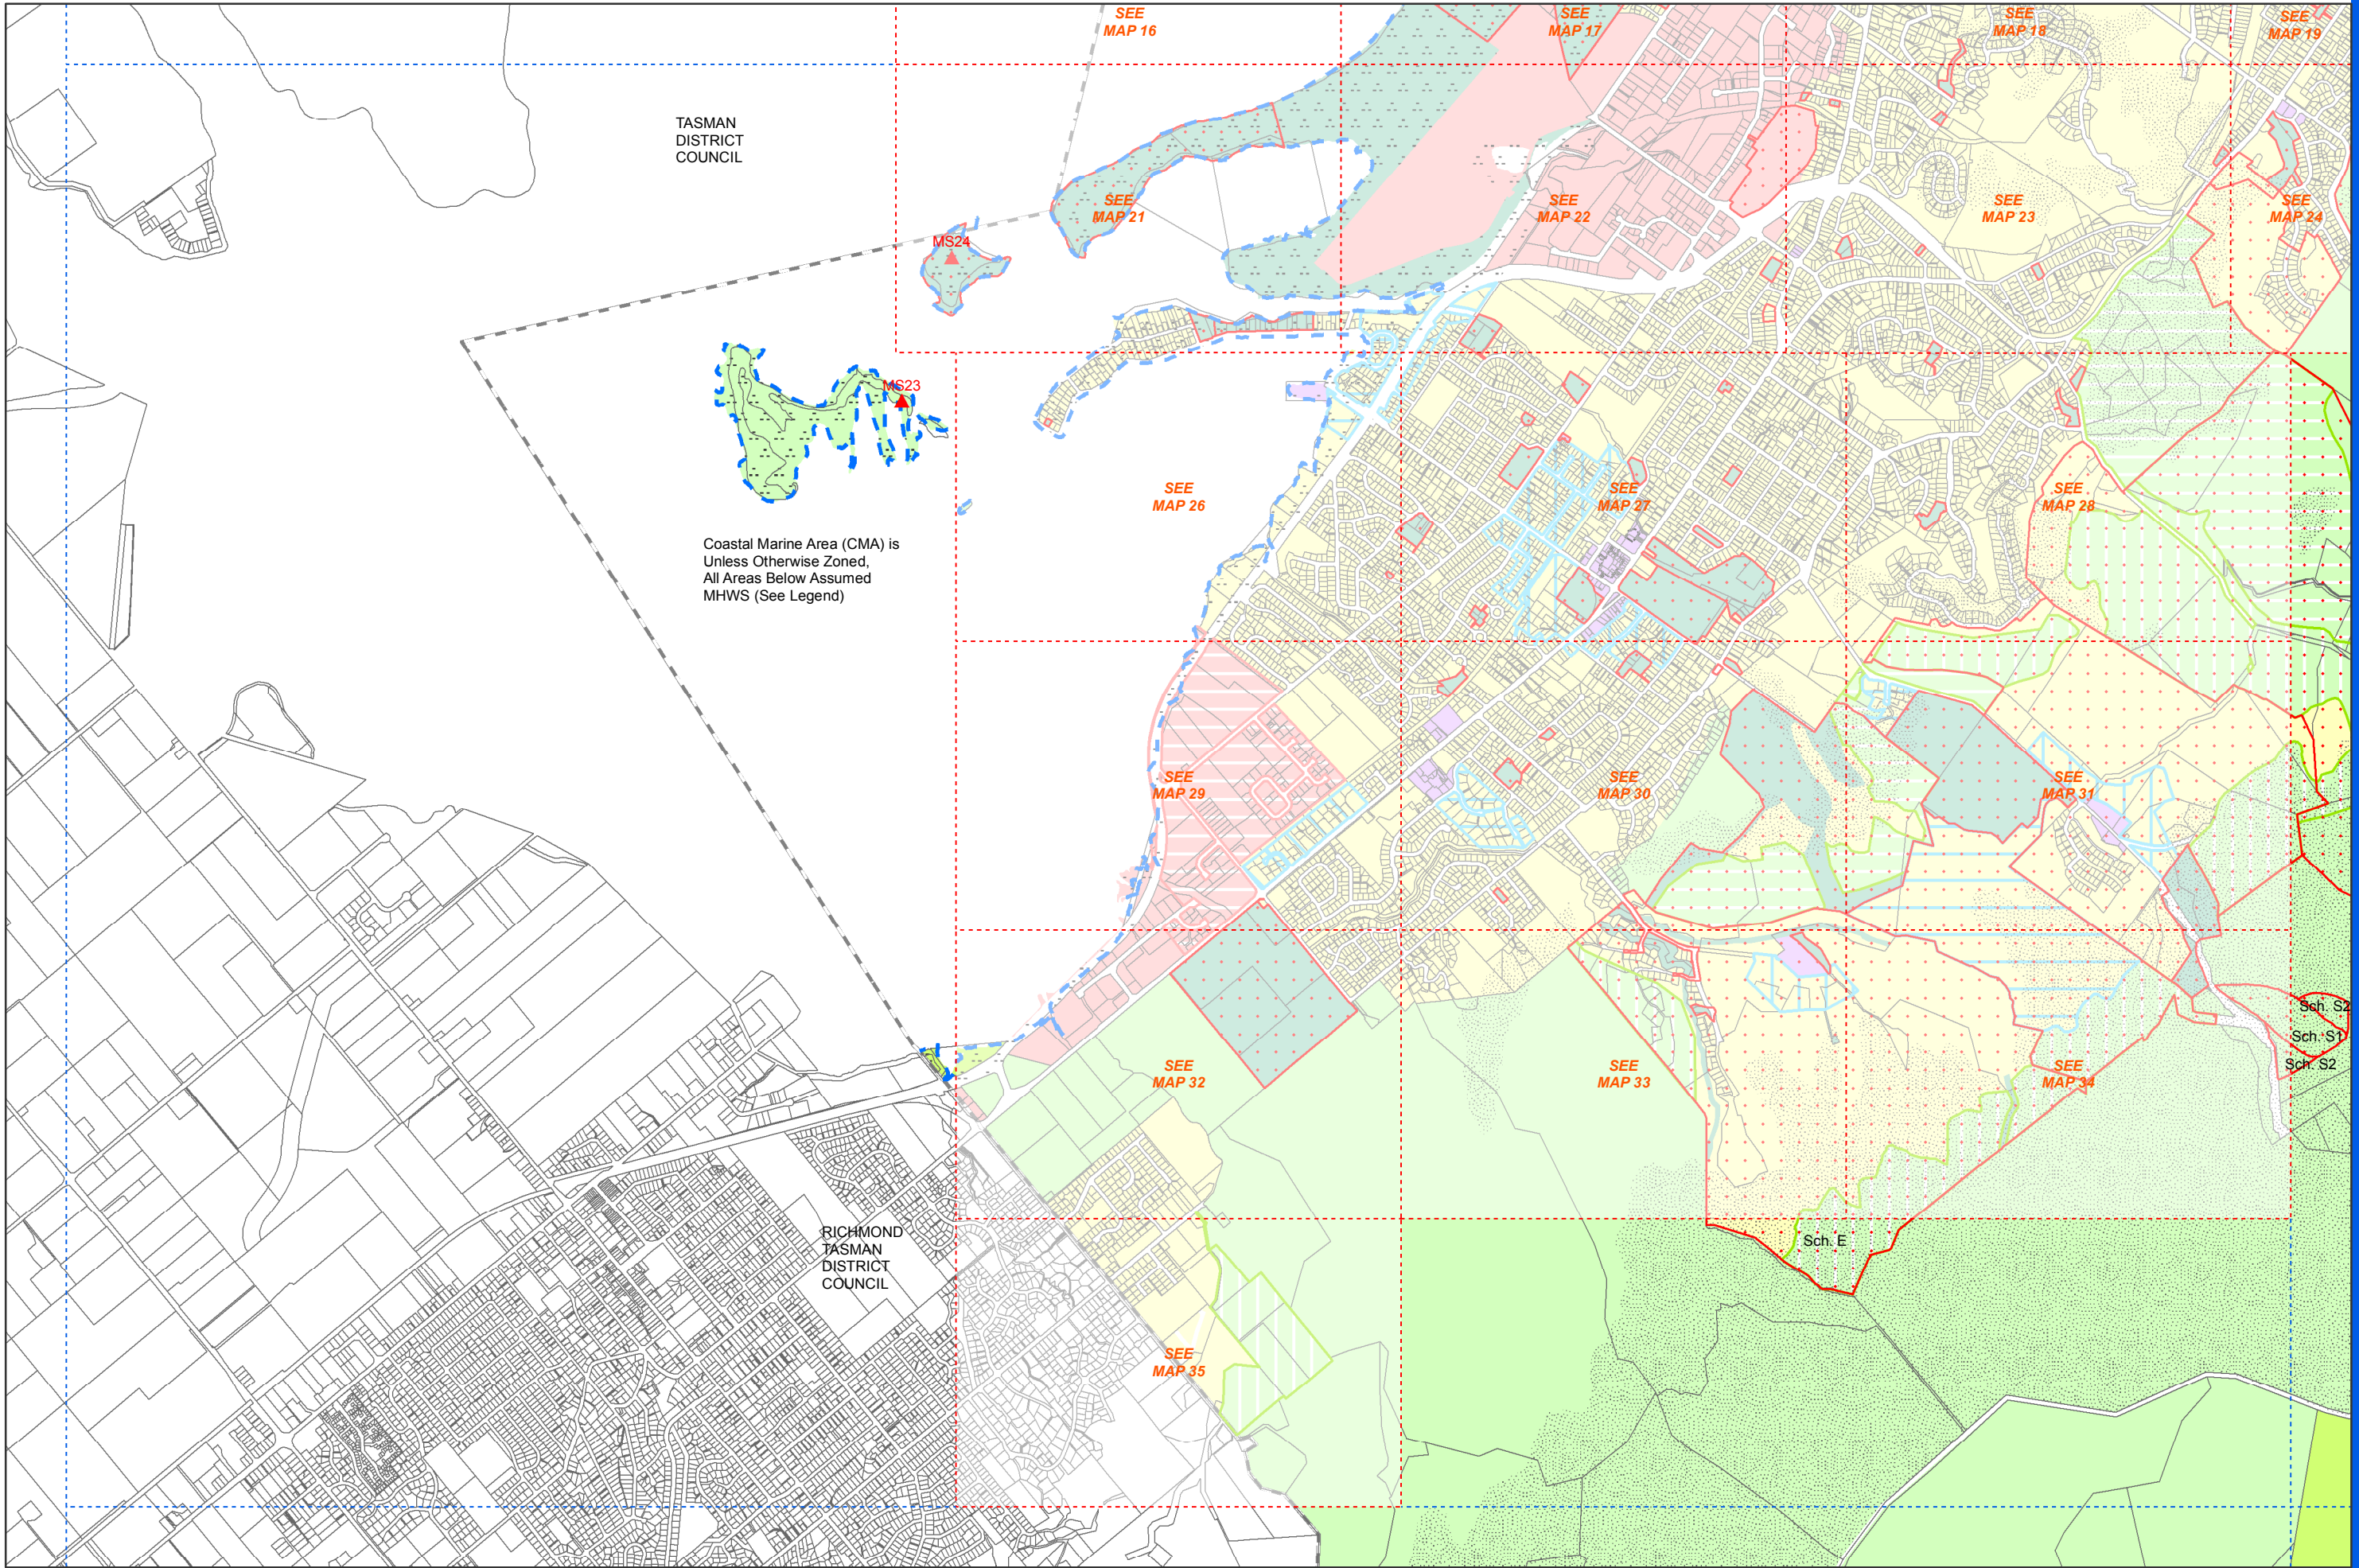 SEE
MAP 16
SEE
MAP 17
SEE
MAP 18
SEE
MAP 19
TASMAN
DISTRICT
COUNCIL
SEE
MAP 21
SEE
MAP 22
SEE
MAP 23
SEE
MAP 24
MS24
MS23
SEE
MAP 26
SEE
MAP 27
SEE
MAP 28
Coastal Marine Area (CMA) is
Unless Otherwise Zoned,
All Areas Below Assumed
MHWS (See Legend)
SEE
MAP 29
SEE
MAP 30
SEE
MAP 31
Sch. S2
Sch. S1
Sch. S2
SEE
MAP 32
SEE
MAP 33
SEE
MAP 34
RICHMOND
TASMAN
DISTRICT
COUNCIL
Sch. E
SEE
MAP 35